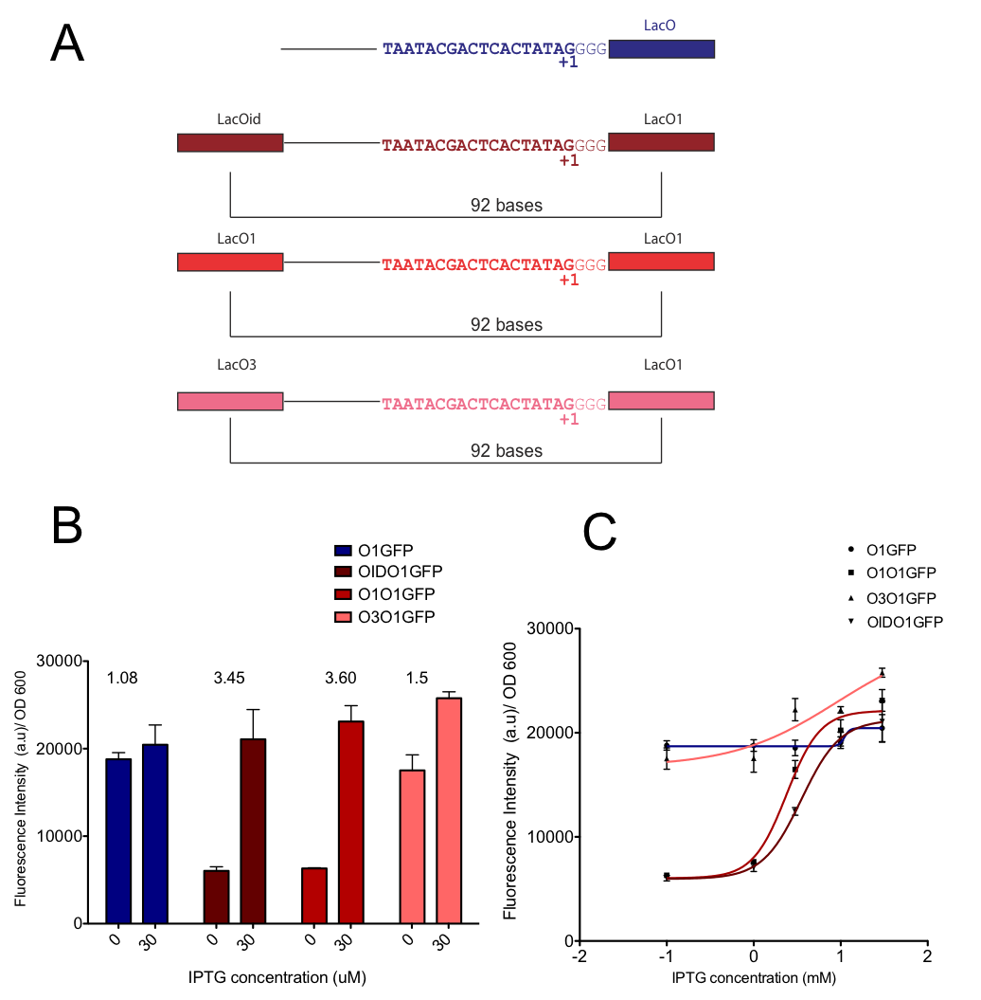 A
LacO
TAATACGACTCACTATAGGGG
+1
LacOid
LacO1
TAATACGACTCACTATAGGGG
+1
92 bases
LacO1
LacO1
TAATACGACTCACTATAGGGG
+1
92 bases
LacO3
LacO1
TAATACGACTCACTATAGGGG
+1
92 bases
B
O1GFP
OIDO1GFP
O1O1GFP
O3O1GFP
Fluorescence Intensity (a.u)/ OD 600
30000
20000
10000
0
1.08 3.45 3.60 1.5
0 30 0 30 0 30 0 30
IPTG concentration (uM)
C
O1GFP
O1O1GFP
O3O1GFP
OIDO1GFP
Fluorescence Intensity (a.u)/ OD 600
30000
20000
10000
0
-2 -1 0 1 2
IPTG concentration (mM)